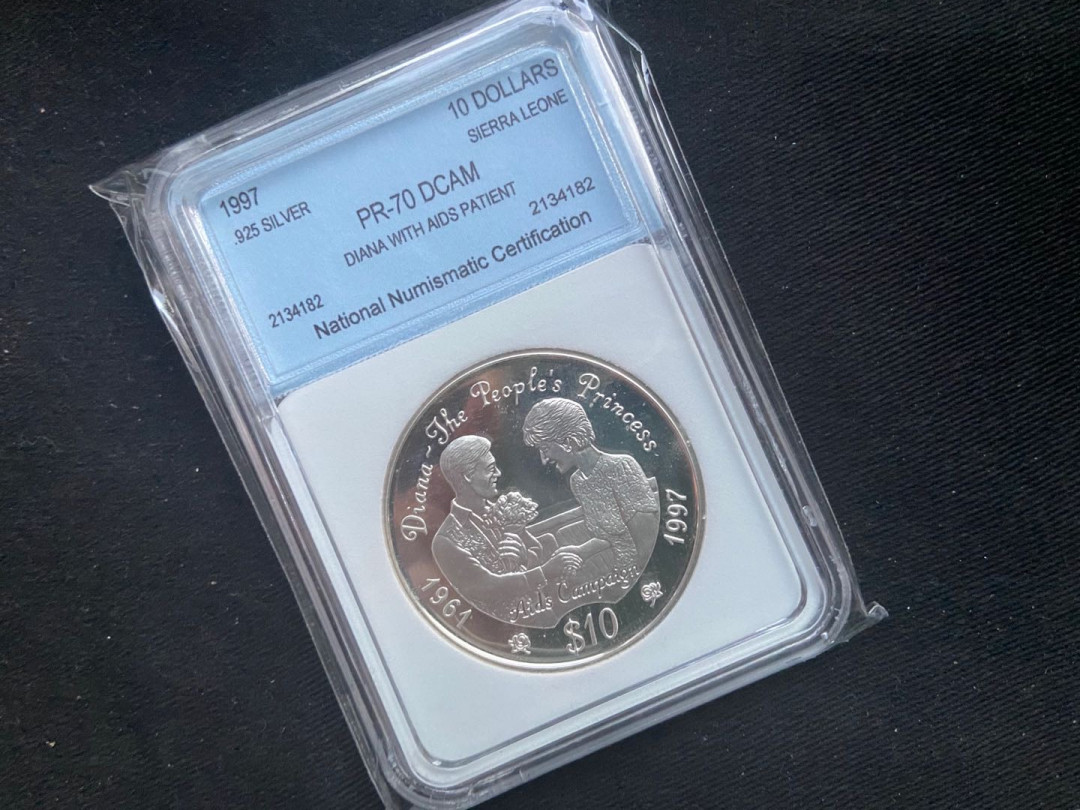 10 DOLLARS
SIERRA LEONE
1997
.925 SILVER
PR-70 DCAM
DIANA WITH AIDS PATIENT
2134182
2134182
National Numismatic Certification
Diana ~ The People's Princess
1961
1997
Aids Campaign
$10